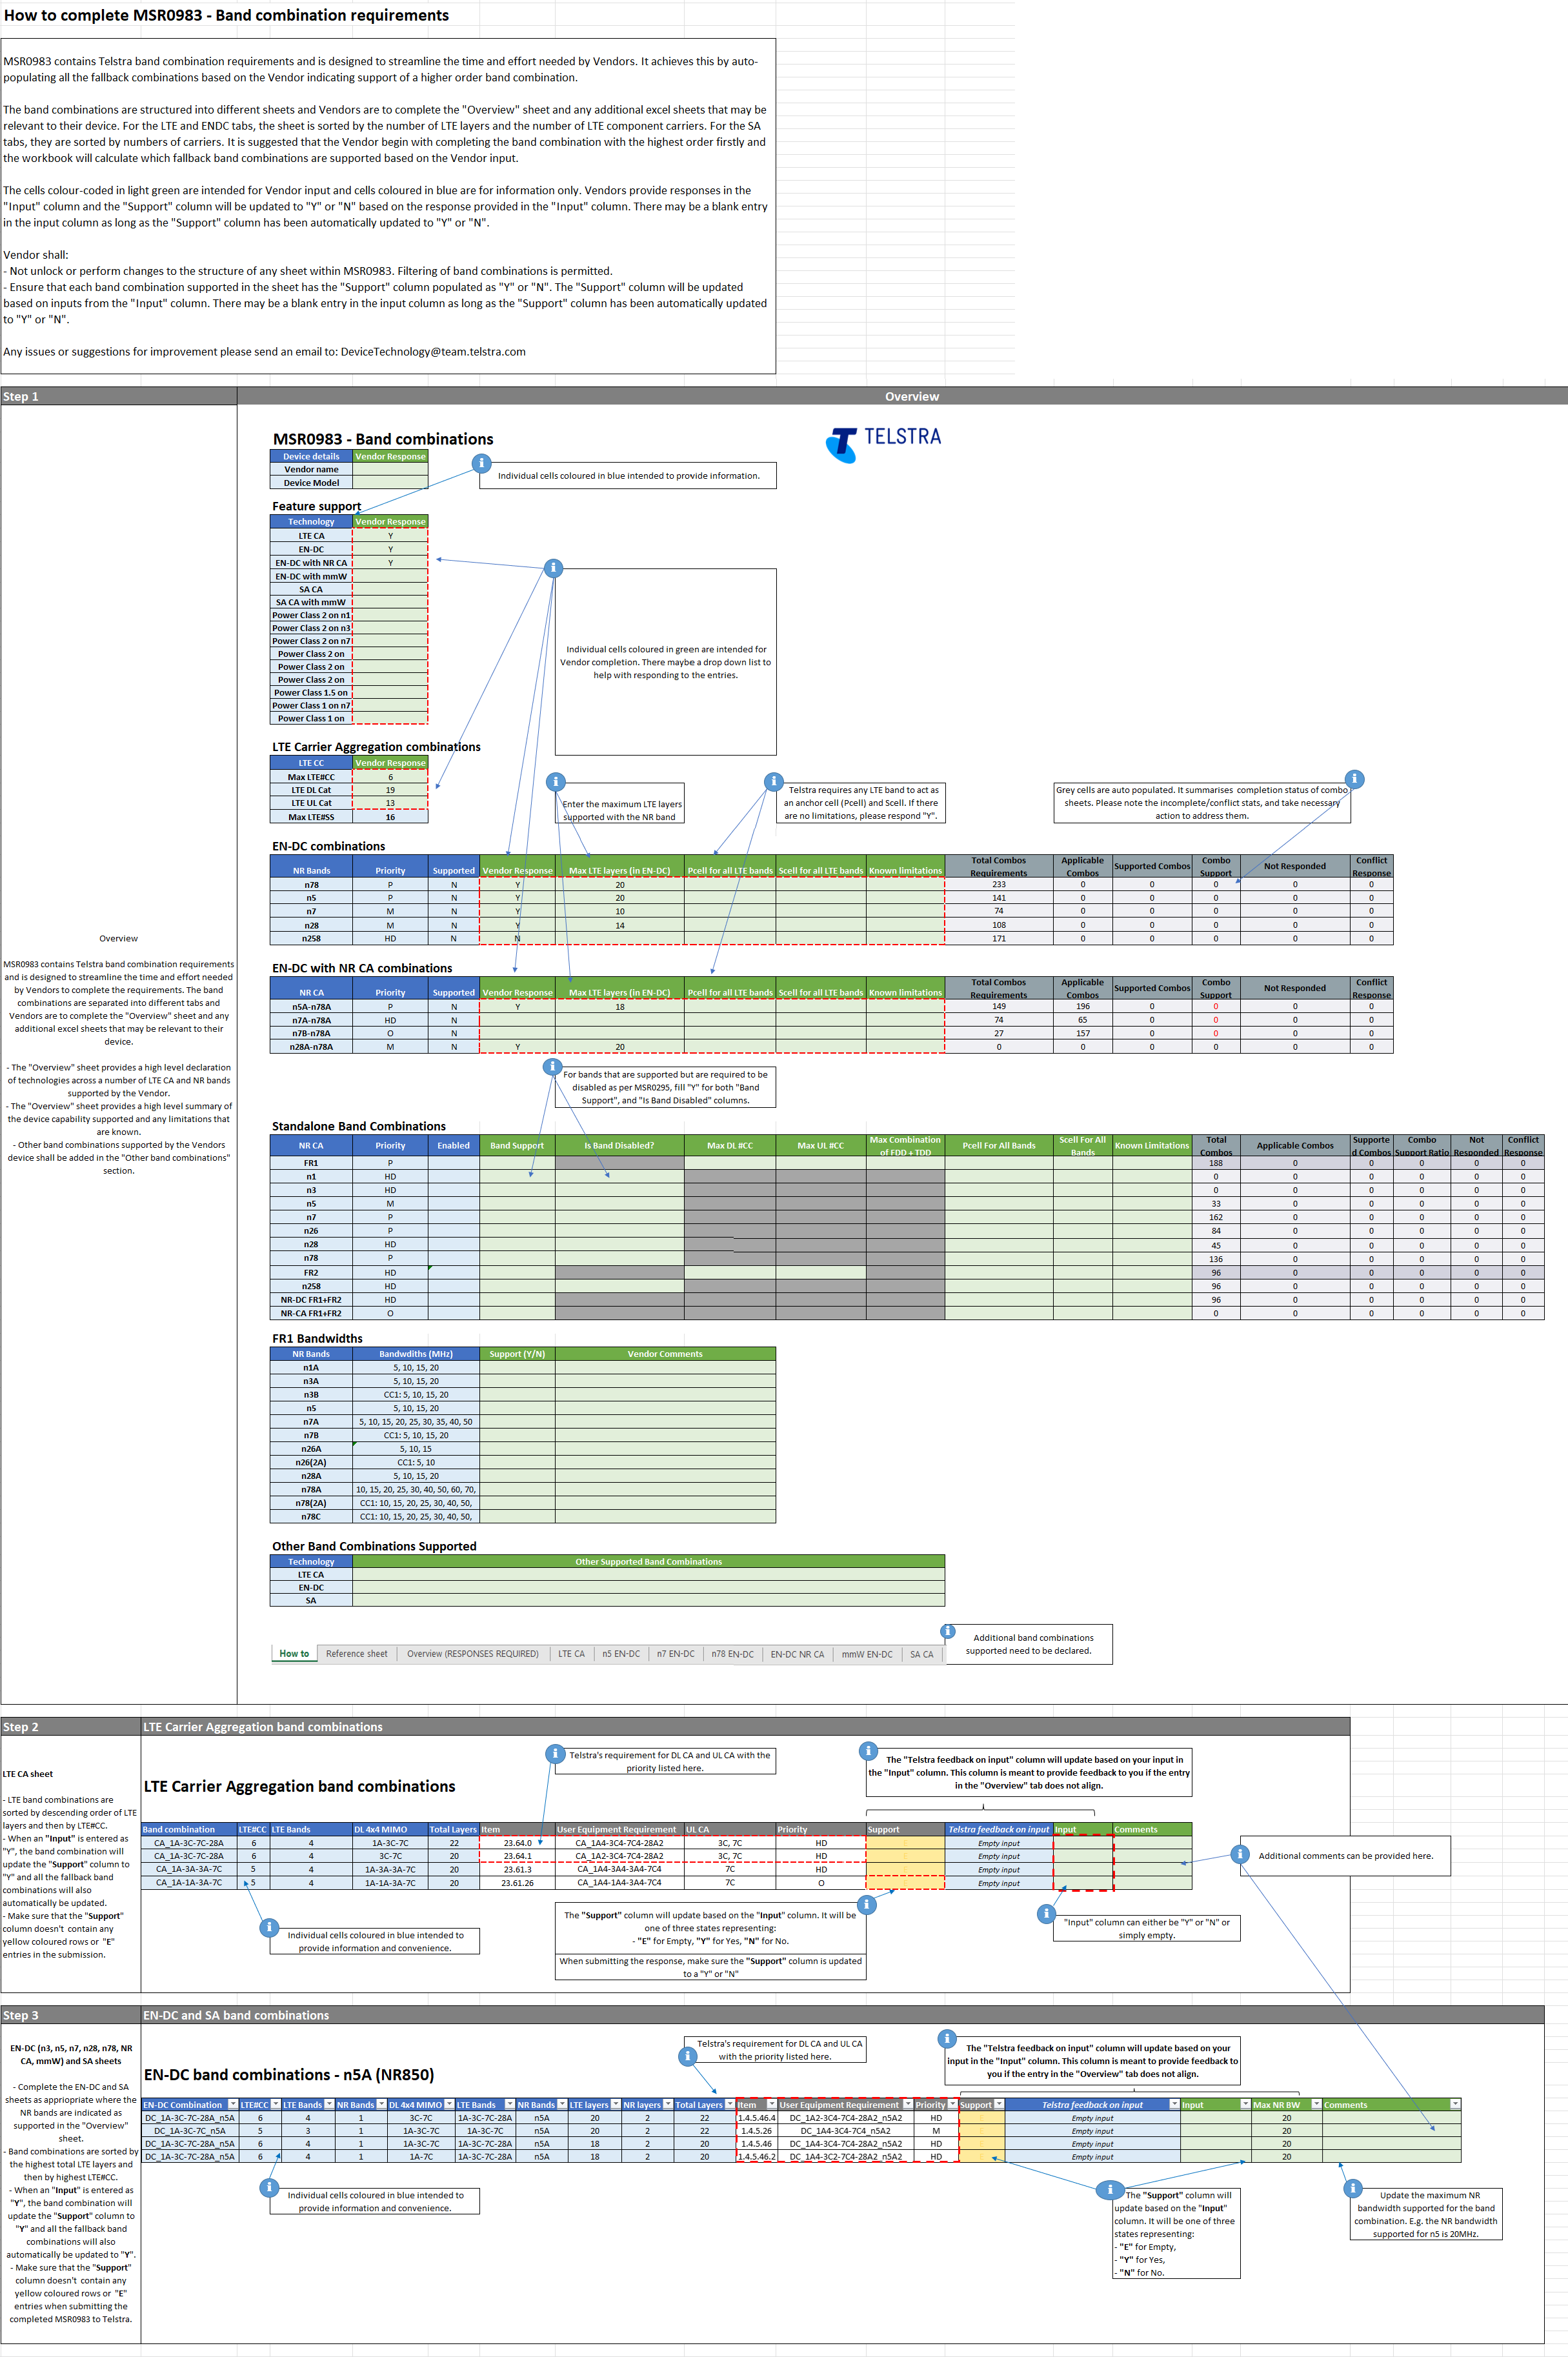 How to complete MSR0983 - Band combination requirements
MSR0983 contains Telstra band combination requirements and is designed to streamline the time and effort needed by Vendors. It achieves this by auto-
populating all the fallback combinations based on the Vendor indicating support of a higher order band combination.
The band combinations are structured into different sheets and Vendors are to complete the "Overview" sheet and any additional excel sheets that may be
relevant to their device. For the LTE and ENDC tabs, the sheet is sorted by the number of LTE layers and the number of LTE component carriers. For the SA
tabs, they are sorted by numbers of carriers. It is suggested that the Vendor begin with completing the band combination with the highest order firstly and
the workbook will calculate which fallback band combinations are supported based on the Vendor input.
The cells colour-coded in light green are intended for Vendor input and cells coloured in blue are for information only. Vendors provide responses in the
"Input" column and the "Support" column will be updated to "Y" or "N" based on the response provided in the "Input" column. There may be a blank entry
in the input column as long as the "Support" column has been automatically updated to "Y" or "N".
Vendor shall:
- Not unlock or perform changes to the structure of any sheet within MSR0983. Filtering of band combinations is permitted.
- Ensure that each band combination supported in the sheet has the "Support" column populated as "Y" or "N". The "Support" column will be updated
based on inputs from the "Input" column. There may be a blank entry in the input column as long as the "Support" column has been automatically updated
to "Y" or "N".
Any issues or suggestions for improvement please send an email to: DeviceTechnology@team.telstra.com
Step 1 Overview
Overview
MSR0983 contains Telstra band combination requirements
and is designed to streamline the time and effort needed
by Vendors to complete the requirements. The band
combinations are separated into different tabs and
Vendors are to complete the "Overview" sheet and any
additional excel sheets that may be relevant to their
device.
- The "Overview" sheet provides a high level declaration
of technologies across a number of LTE CA and NR bands
supported by the Vendor.
- The "Overview" sheet provides a high level summary of
the device capability supported and any limitations that
are known.
- Other band combinations supported by the Vendors
device shall be added in the "Other band combinations"
section.
MSR0983 - Band combinations
TELSTRA
Device details Vendor Response
Vendor name
Device Model
Individual cells coloured in blue intended to provide information.
Feature support
Technology Vendor Response
LTE CA Y
EN-DC Y
EN-DC with NR CA Y
EN-DC with mmW
SA CA
SA CA with mmW
Power Class 2 on n1
Power Class 2 on n3
Power Class 2 on n7
Power Class 2 on
Power Class 2 on
Power Class 2 on
Power Class 1.5 on
Power Class 1 on n7
Power Class 1 on
Individual cells coloured in green are intended for
Vendor completion. There maybe a drop down list to
help with responding to the entries.
LTE Carrier Aggregation combinations
LTE CC Vendor Response
Max LTE#CC 6
LTE DL Cat 19
LTE UL Cat 13
Max LTE#SS 16
Enter the maximum LTE layers
supported with the NR band
Telstra requires any LTE band to act as
an anchor cell (Pcell) and Scell. If there
are no limitations, please respond "Y".
Grey cells are auto populated. It summarises completion status of combo
sheets. Please note the incomplete/conflict stats, and take necessary
action to address them.
EN-DC combinations
NR Bands Priority Supported Vendor Response Max LTE layers (in EN-DC) Pcell for all LTE bands Scell for all LTE bands Known limitations Total Combos Requirements Applicable Combos Supported Combos Combo Support Not Responded Conflict Response
n78 P N Y 20 233 0 0 0 0 0
n5 P N Y 20 141 0 0 0 0 0
n7 M N Y 10 74 0 0 0 0 0
n28 M N Y 14 108 0 0 0 0 0
n258 HD N N 171 0 0 0 0 0
EN-DC with NR CA combinations
NR CA Priority Supported Vendor Response Max LTE layers (in EN-DC) Pcell for all LTE bands Scell for all LTE bands Known limitations Total Combos Requirements Applicable Combos Supported Combos Combo Support Not Responded Conflict Response
n5A-n78A P N Y 18 149 196 0 0 0 0
n7A-n78A HD N 74 65 0 0 0 0
n7B-n78A O N 27 157 0 0 0 0
n28A-n78A M N Y 20 0 0 0 0 0 0
For bands that are supported but are required to be
disabled as per MSR0295, fill "Y" for both "Band
Support", and "Is Band Disabled" columns.
Standalone Band Combinations
NR CA Priority Enabled Band Support Is Band Disabled? Max DL #CC Max UL #CC Max Combination of FDD + TDD Pcell For All Bands Scell For All Bands Known Limitations Total Combos Applicable Combos Supporte d Combos Combo Support Ratio Not Responded Conflict Response
FR1 P 188 0 0 0 0 0
n1 HD 0 0 0 0 0 0
n3 HD 0 0 0 0 0 0
n5 M 33 0 0 0 0 0
n7 P 162 0 0 0 0 0
n26 P 84 0 0 0 0 0
n28 HD 45 0 0 0 0 0
n78 P 136 0 0 0 0 0
FR2 HD 96 0 0 0 0 0
n258 HD 96 0 0 0 0 0
NR-DC FR1+FR2 HD 96 0 0 0 0 0
NR-CA FR1+FR2 O 0 0 0 0 0 0
FR1 Bandwidths
NR Bands Bandwdiths (MHz) Support (Y/N) Vendor Comments
n1A 5, 10, 15, 20
n3A 5, 10, 15, 20
n3B CC1: 5, 10, 15, 20
n5 5, 10, 15, 20
n7A 5, 10, 15, 20, 25, 30, 35, 40, 50
n7B CC1: 5, 10, 15, 20
n26A 5, 10, 15
n26(2A) CC1: 5, 10
n28A 5, 10, 15, 20
n78A 10, 15, 20, 25, 30, 40, 50, 60, 70,
n78(2A) CC1: 10, 15, 20, 25, 30, 40, 50,
n78C CC1: 10, 15, 20, 25, 30, 40, 50,
Other Band Combinations Supported
Technology Other Supported Band Combinations
LTE CA
EN-DC
SA
Additional band combinations
supported need to be declared.
How to Reference sheet Overview (RESPONSES REQUIRED) LTE CA n5 EN-DC n7 EN-DC n78 EN-DC EN-DC NR CA mmW EN-DC SA CA
Step 2 LTE Carrier Aggregation band combinations
LTE CA sheet
- LTE band combinations are
sorted by descending order of LTE
layers and then by LTE#CC.
- When an "Input" is entered as
"Y", the band combination will
update the "Support" column to
"Y" and all the fallback band
combinations will also
automatically be updated.
- Make sure that the "Support"
column doesn't contain any
yellow coloured rows or "E"
entries in the submission.
Telstra's requirement for DL CA and UL CA with the
priority listed here.
The "Telstra feedback on input" column will update based on your input in
the "Input" column. This column is meant to provide feedback to you if the entry
in the "Overview" tab does not align.
LTE Carrier Aggregation band combinations
Band combination LTE#CC LTE Bands DL 4x4 MIMO Total Layers Item User Equipment Requirement UL CA Priority Support Telstra feedback on input Input Comments
CA_1A-3C-7C-28A 6 4 1A-3C-7C 22 23.64.0 CA_1A4-3C4-7C4-28A2 3C, 7C HD Empty input
CA_1A-3C-7C-28A 6 4 3C-7C 20 23.64.1 CA_1A2-3C4-7C4-28A2 3C, 7C HD Empty input
CA_1A-3A-3A-7C 5 4 1A-3A-3A-7C 20 23.61.3 CA_1A4-3A4-3A4-7C4 7C HD Empty input
CA_1A-1A-3A-7C 5 4 1A-1A-3A-7C 20 23.61.26 CA_1A4-1A4-3A4-7C4 7C O Empty input
Additional comments can be provided here.
Individual cells coloured in blue intended to
provide information and convenience.
The "Support" column will update based on the "Input" column. It will be
one of three states representing:
- "E" for Empty, "Y" for Yes, "N" for No.
When submitting the response, make sure the "Support" column is updated
to a "Y" or "N"
"Input" column can either be "Y" or "N" or
simply empty.
Step 3 EN-DC and SA band combinations
EN-DC (n3, n5, n7, n28, n78, NR
CA, mmW) and SA sheets
- Complete the EN-DC and SA
sheets as appropriate where the
NR bands are indicated as
supported in the "Overview"
sheet.
- Band combinations are sorted by
the highest total LTE layers and
then by highest LTE#CC.
- When an "Input" is entered as
"Y", the band combination will
update the "Support" column to
"Y" and all the fallback band
combinations will also
automatically be updated to "Y".
- Make sure that the "Support"
column doesn't contain any
yellow coloured rows or "E"
entries when submitting the
completed MSR0983 to Telstra.
Telstra's requirement for DL CA and UL CA
with the priority listed here.
The "Telstra feedback on input" column will update based on your
input in the "Input" column. This column is meant to provide feedback to
you if the entry in the "Overview" tab does not align.
EN-DC band combinations - n5A (NR850)
EN-DC Combination LTE#CC LTE Bands NR Bands DL 4x4 MIMO LTE Bands NR Bands LTE layers NR layers Total Layers Item User Equipment Requirement Priority Support Telstra feedback on input Input Max NR BW Comments
DC_1A-3C-7C-28A_n5A 6 4 1 3C-7C 1A-3C-7C-28A n5A 20 2 22 1.4.5.46.4 DC_1A2-3C4-7C4-28A2_n5A2 HD Empty input 20
DC_1A-3C-7C_n5A 5 3 1 1A-3C-7C 1A-3C-7C n5A 20 2 22 1.4.5.26 DC_1A4-3C4-7C4_n5A2 M Empty input 20
DC_1A-3C-7C-28A_n5A 6 4 1 1A-3C-7C 1A-3C-7C-28A n5A 18 2 20 1.4.5.46 DC_1A4-3C4-7C4-28A2_n5A2 HD Empty input 20
DC_1A-3C-7C-28A_n5A 6 4 1 1A-7C 1A-3C-7C-28A n5A 18 2 20 1.4.5.46.2 DC_1A4-3C2-7C4-28A2_n5A2 HD Empty input 20
Individual cells coloured in blue intended to
provide information and convenience.
The "Support" column will
update based on the "Input"
column. It will be one of three
states representing:
- "E" for Empty,
- "Y" for Yes,
- "N" for No.
Update the maximum NR
bandwidth supported for the band
combination. E.g. the NR bandwidth
supported for n5 is 20MHz.